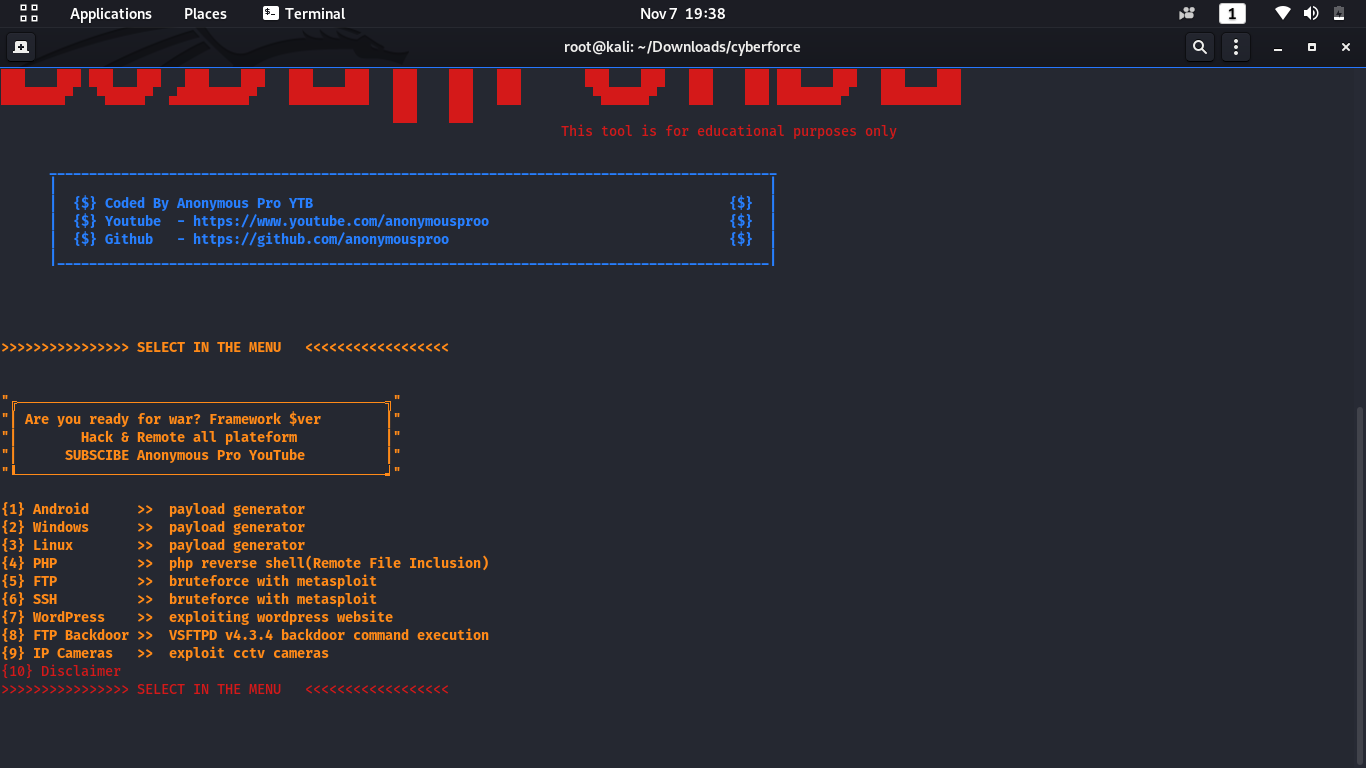 Applications Places Terminal Nov 7 19:38 1
root@kali: ~/Downloads/cyberforce
This tool is for educational purposes only
{$} Coded By Anonymous Pro YTB {$}
{$} Youtube - https://www.youtube.com/anonymousproo {$}
{$} Github - https://github.com/anonymousproo {$}
>>>>>>>>>>>>>>>> SELECT IN THE MENU <<<<<<<<<<<<<<<<<<
" "
" Are you ready for war? Framework $ver "
" Hack & Remote all plateform "
" SUBSCIBE Anonymous Pro YouTube "
" "
{1} Android >> payload generator
{2} Windows >> payload generator
{3} Linux >> payload generator
{4} PHP >> php reverse shell(Remote File Inclusion)
{5} FTP >> bruteforce with metasploit
{6} SSH >> bruteforce with metasploit
{7} WordPress >> exploiting wordpress website
{8} FTP Backdoor >> VSFTPD v4.3.4 backdoor command execution
{9} IP Cameras >> exploit cctv cameras
{10} Disclaimer
>>>>>>>>>>>>>>>> SELECT IN THE MENU <<<<<<<<<<<<<<<<<<